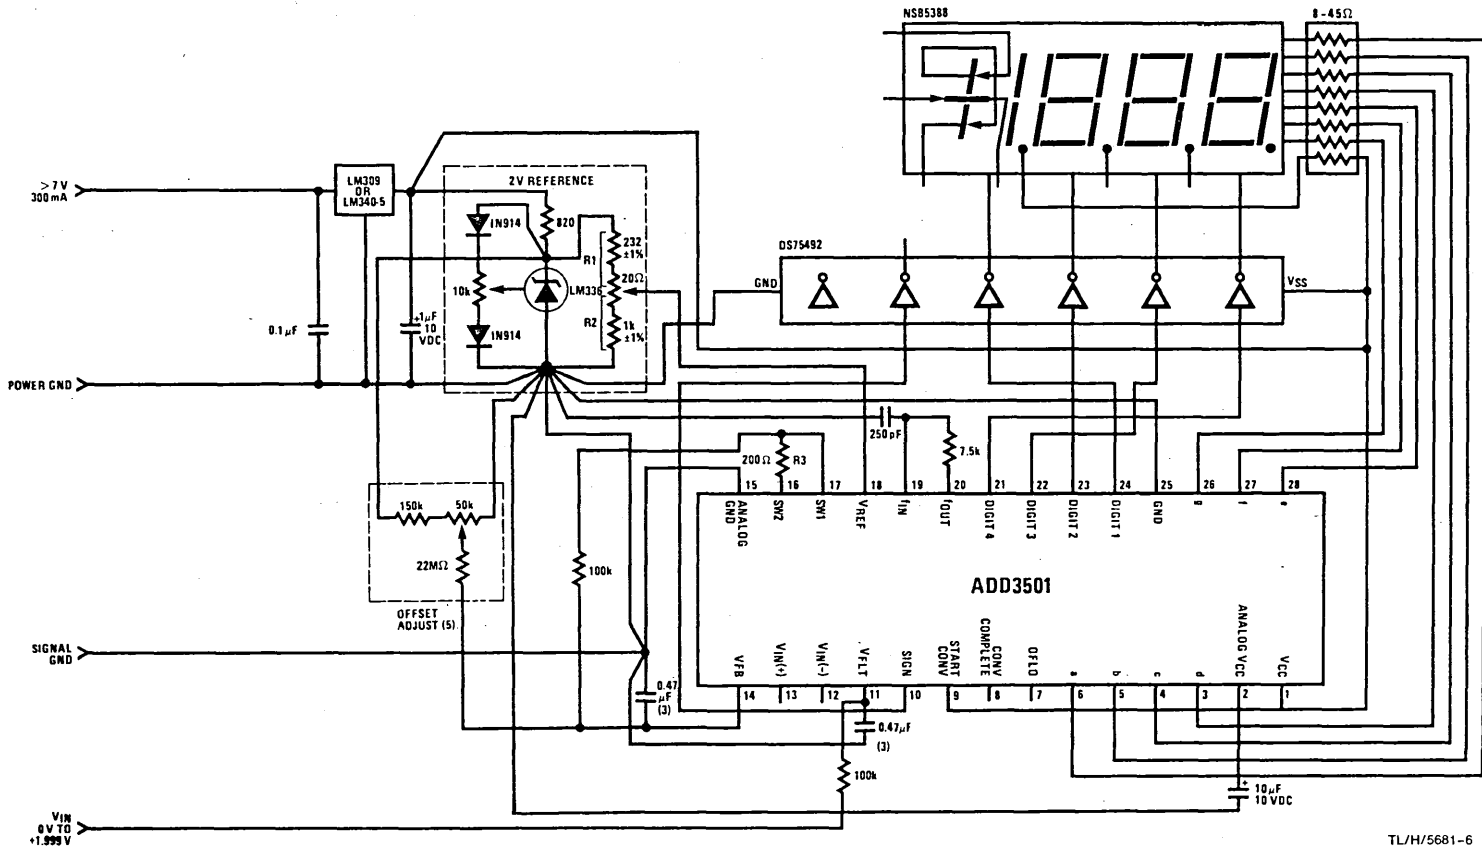 NSB5388
8-45Ω
>7V
300mA
LM309
OR
LM340-5
2V REFERENCE
IN914
820
232
±1%
R1
20Ω
10k
LM336
R2
1k
±1%
IN914
0.1µF
+1µF
10
VDC
POWER GND
DS75492
GND
VSS
250pF
7.5k
200Ω
R3
150k
50k
22MΩ
OFFSET
ADJUST (5)
100k
15
16
17
18
19
20
21
22
23
24
25
26
27
28
ANALOG
GND
SW2
SW1
VREF
fIN
fOUT
DIGIT 4
DIGIT 3
DIGIT 2
DIGIT 1
GND
g
f
e
ADD3501
VFB
VIN(+)
VIN(-)
VFLT
SIGN
START
CONV
CONV
COMPLETE
OFLO
a
b
c
d
ANALOG VCC
VCC
14
13
12
11
10
9
8
7
6
5
4
3
2
1
SIGNAL
GND
0.47
µF
(3)
0.47µF
(3)
100k
+
10µF
10 VDC
VIN
0V TO
+1.999 V
TL/H/5681-6